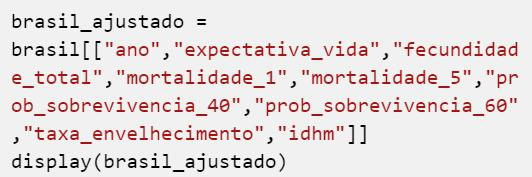 brasil_ajustado =
brasil[["ano","expectativa_vida","fecundidad
e_total","mortalidade_1","mortalidade_5","pr
ob_sobrevivencia_40","prob_sobrevivencia_60"
,"taxa_envelhecimento","idhm"]]
display(brasil_ajustado)